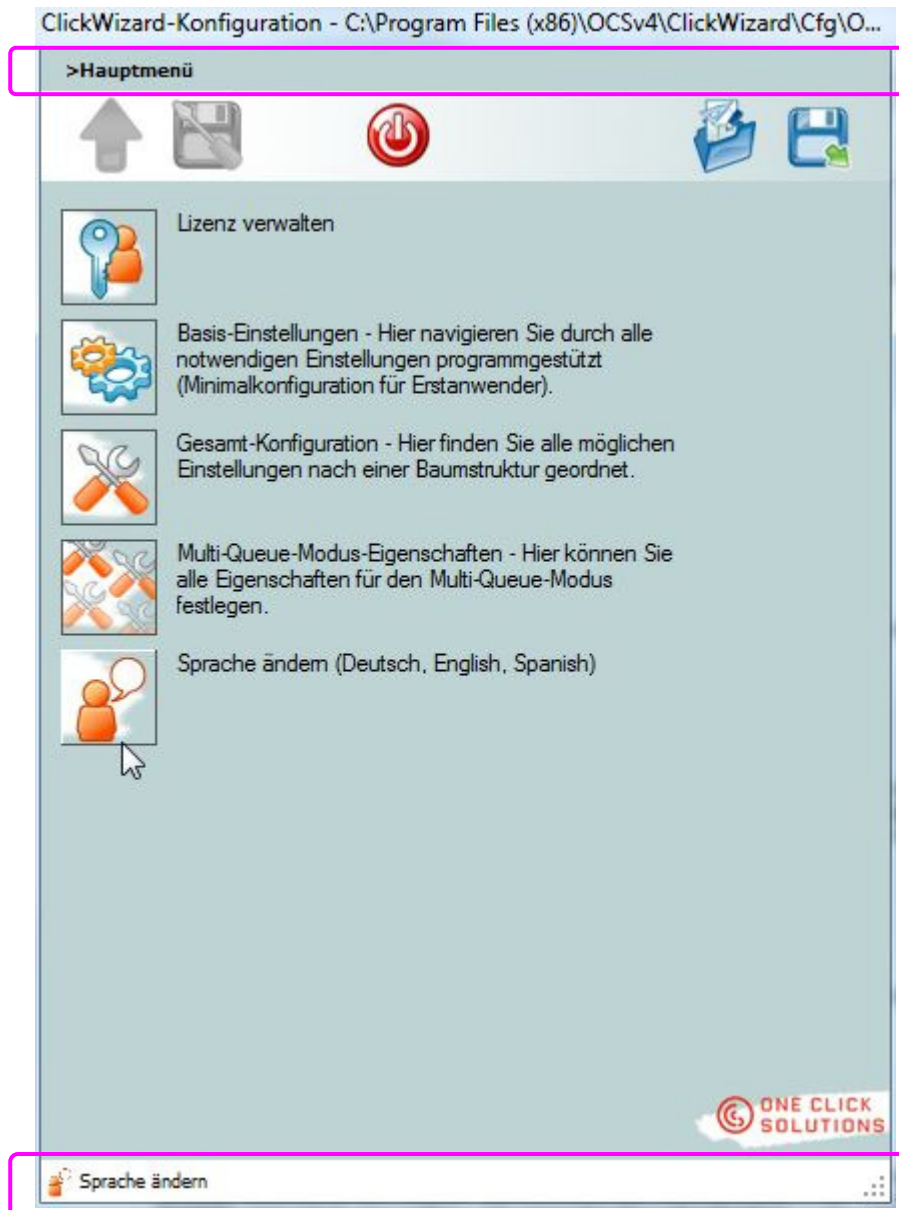 ClickWizard-Konfiguration - C:\Program Files (x86)\OCSv4\ClickWizard\Cfg\O...
>Hauptmenü
Lizenz verwalten
Basis-Einstellungen - Hier navigieren Sie durch alle
notwendigen Einstellungen programmgestützt
(Minimalkonfiguration für Erstanwender).
Gesamt-Konfiguration - Hier finden Sie alle möglichen
Einstellungen nach einer Baumstruktur geordnet.
Multi-Queue-Modus-Eigenschaften - Hier können Sie
alle Eigenschaften für den Multi-Queue-Modus
festlegen.
Sprache ändern (Deutsch, English, Spanish)
ONE CLICK
SOLUTIONS
Sprache ändern